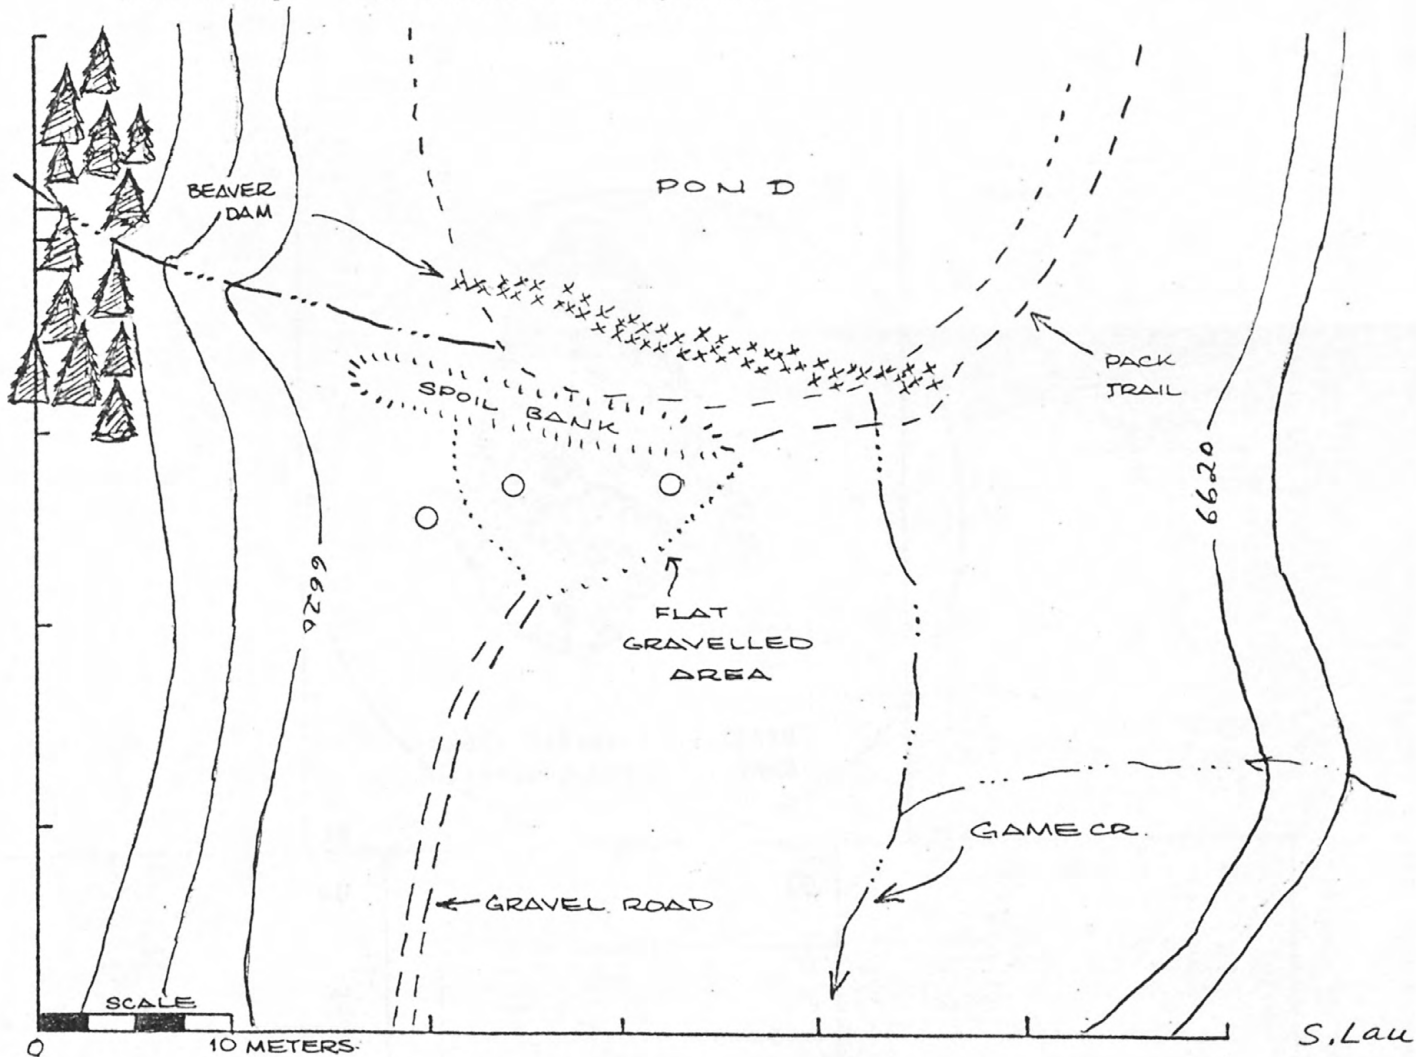 BEAVER
DAM
POND
PACK
TRAIL
SPOIL BANK
6620
6620
FLAT
GRAVELLED
AREA
GAME CR.
GRAVEL ROAD
SCALE
0 10 METERS.
S. Lau